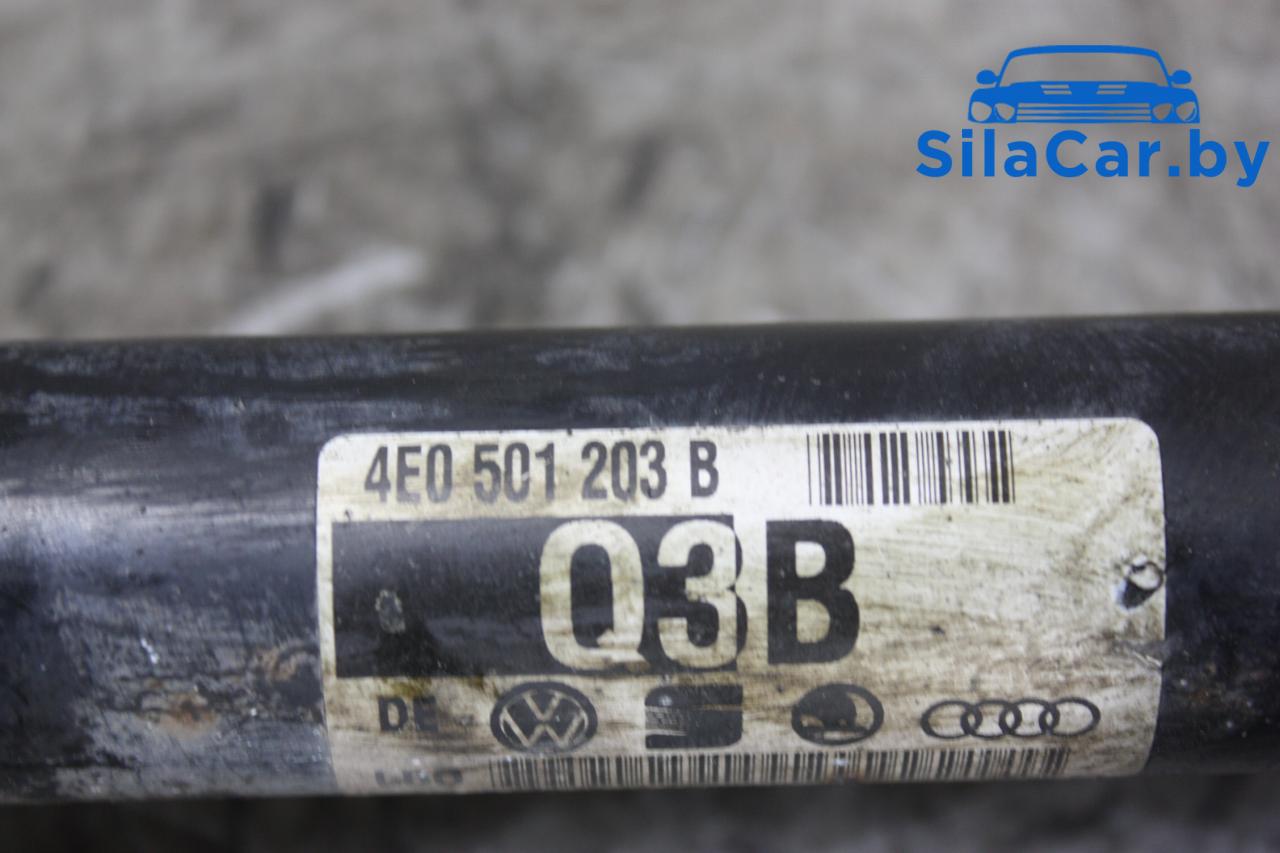 SilaCar.by
4E0 501 203 B
Q3B
DE